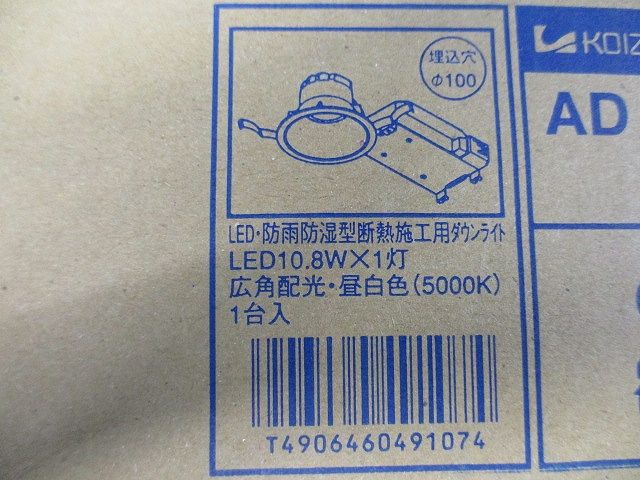 埋込穴
φ100
LED・防雨防湿型断熱施工用ダウンライト
LED10.8W×1灯
広角配光・昼白色(5000K)
1台入
T4906460491074
KOIZ
AD